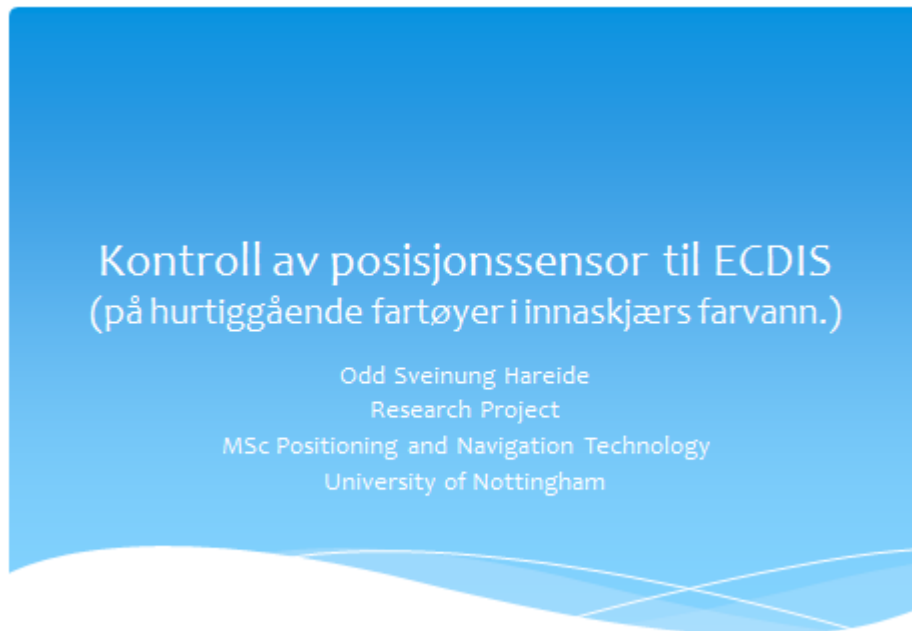 Kontroll av posisjonssensor til ECDIS
(på hurtiggående fartøyer i innaskjærs farvann.)
Odd Sveinung Hareide
Research Project
MSc Positioning and Navigation Technology
University of Nottingham